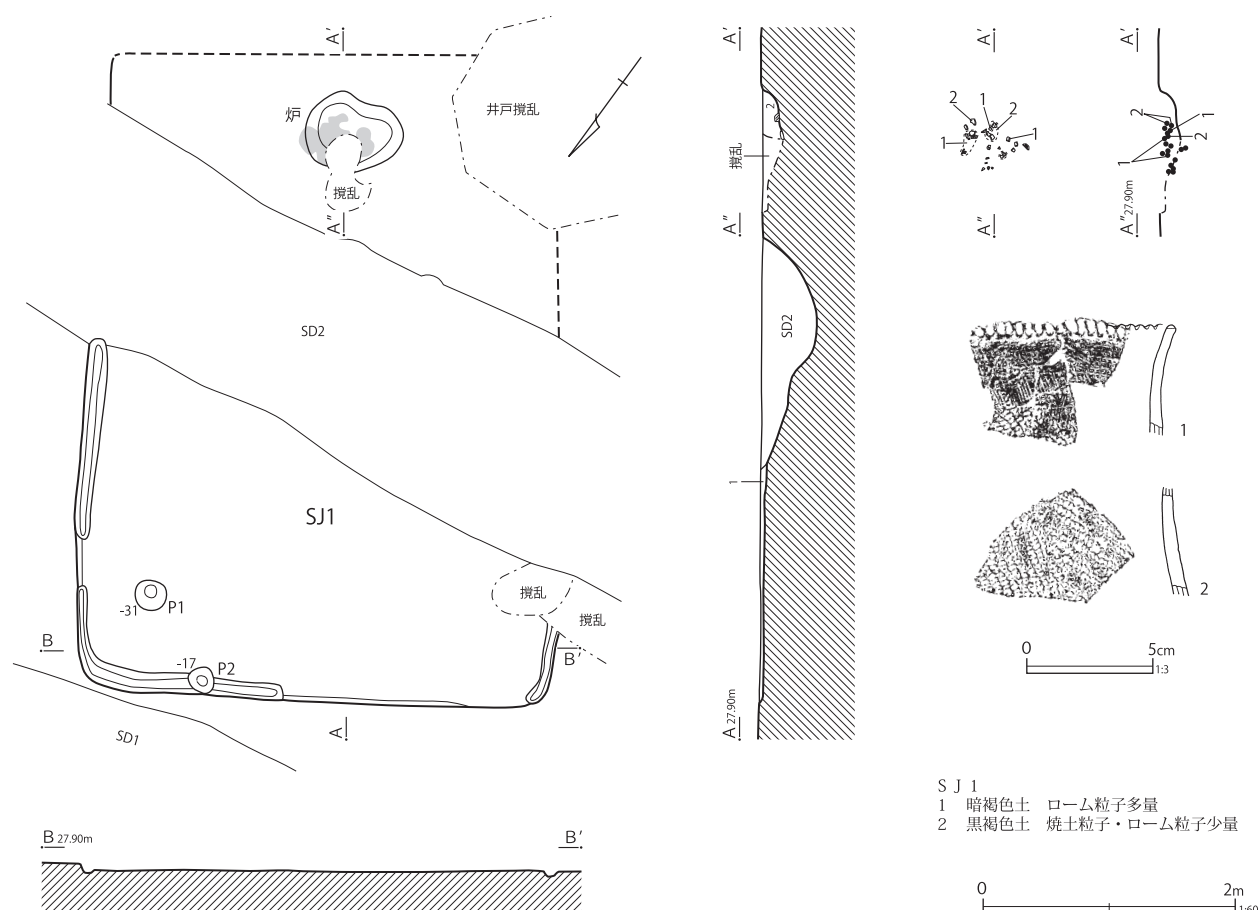 A'
炉
井戸撹乱
撹乱
A"
SD2
SJ1
-31
P1
-17
P2
撹乱
撹乱
B
B'
A
SD1
B 27.90m
B'
A'
2
撹乱
A"
SD2
1
A 27.90m
A'
2
1
2
1
1
A"
A'
2
1
2
1
A" 27.90m
1
2
0
5cm
1:3
SJ1
1 暗褐色土 ローム粒子多量
2 黒褐色土 焼土粒子・ローム粒子少量
0
2m
1:60